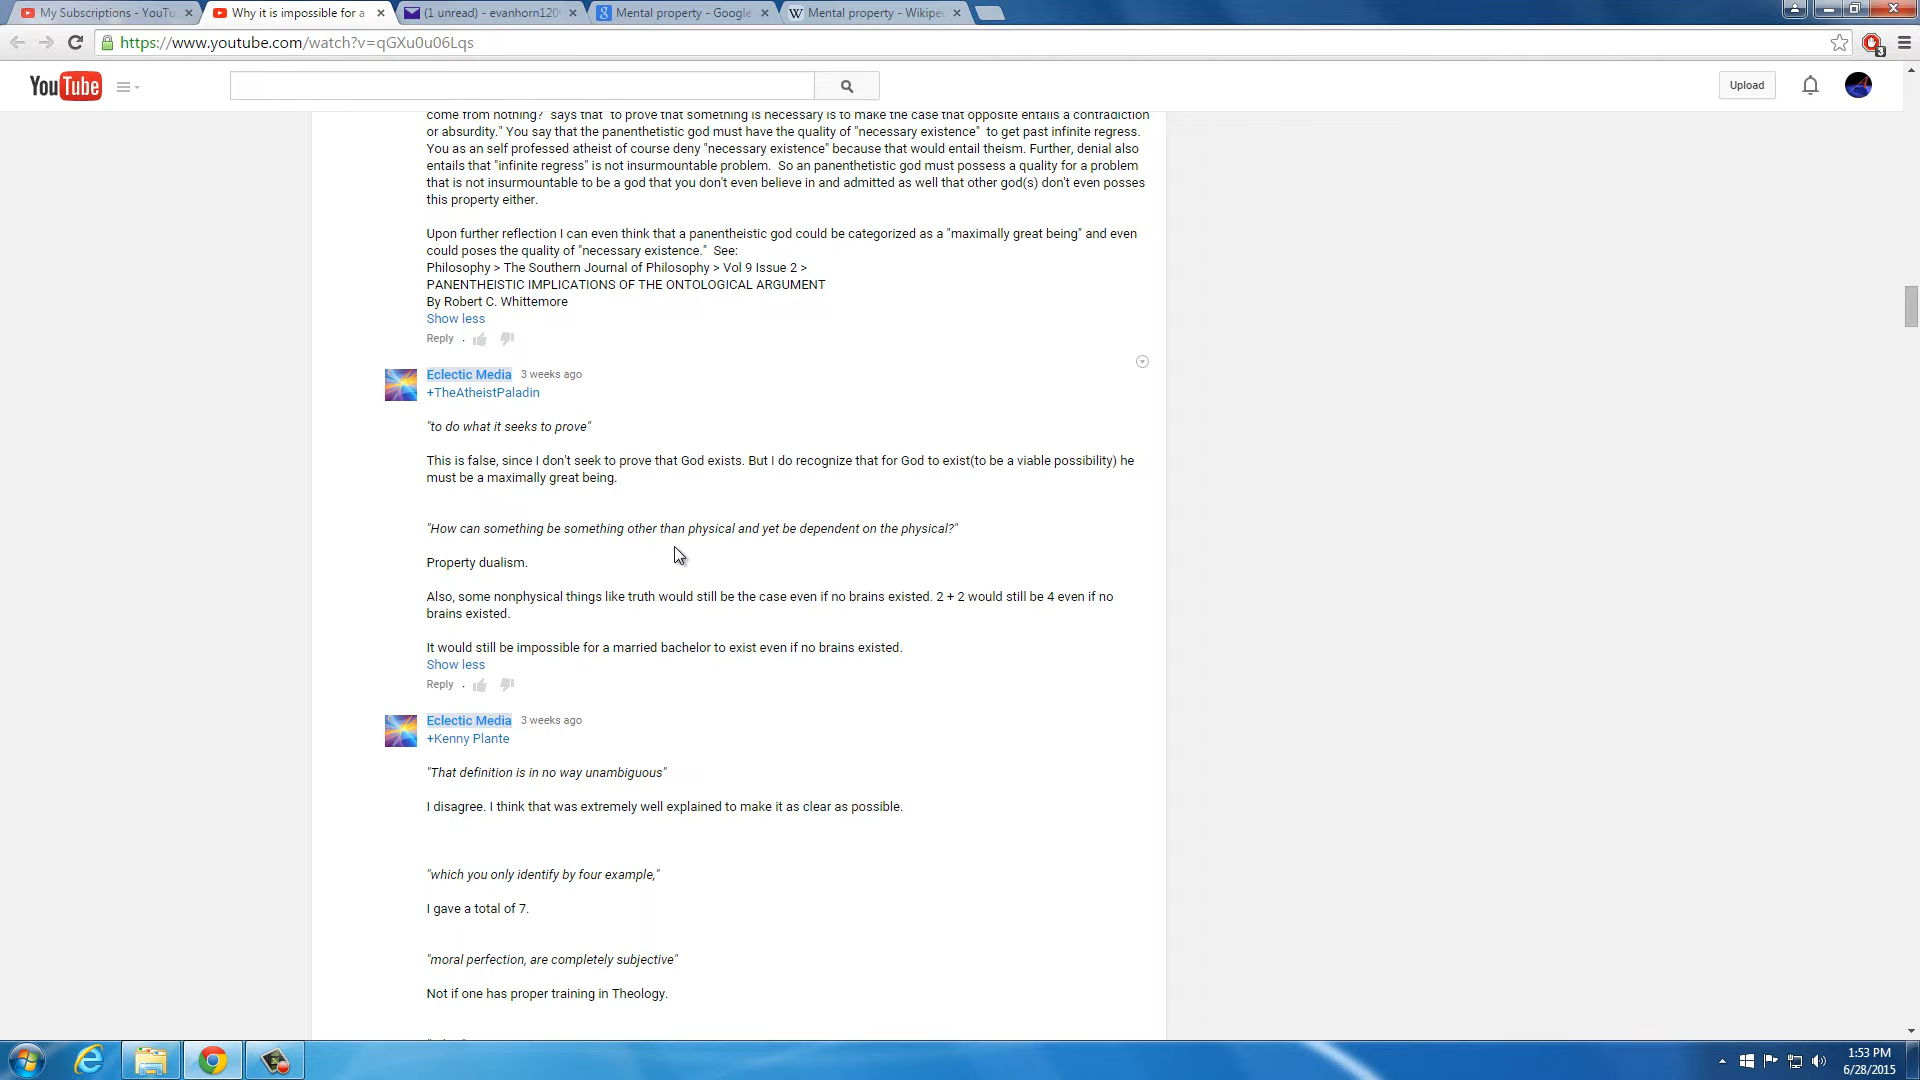 My Subscriptions - YouTu
Why it is impossible for a
(1 unread) - evanhorn120
Mental property - Google
Mental property - Wikiped
https://www.youtube.com/watch?v=qGXu0u06Lqs
3
YouTube
Upload
come from nothing?" says that "to prove that something is necessary is to make the case that opposite entails a contradiction
or absurdity." You say that the panenthetistic god must have the quality of "necessary existence" to get past infinite regress.
You as an self professed atheist of course deny "necessary existence" because that would entail theism. Further, denial also
entails that "infinite regress" is not insurmountable problem. So an panenthetistic god must possess a quality for a problem
that is not insurmountable to be a god that you don't even believe in and admitted as well that other god(s) don't even posses
this property either.
Upon further reflection I can even think that a panentheistic god could be categorized as a "maximally great being" and even
could poses the quality of "necessary existence." See:
Philosophy > The Southern Journal of Philosophy > Vol 9 Issue 2 >
PANENTHEISTIC IMPLICATIONS OF THE ONTOLOGICAL ARGUMENT
By Robert C. Whittemore
Show less
Reply .
Eclectic Media 3 weeks ago
+TheAtheistPaladin
"to do what it seeks to prove"
This is false, since I don't seek to prove that God exists. But I do recognize that for God to exist(to be a viable possibility) he
must be a maximally great being.
"How can something be something other than physical and yet be dependent on the physical?"
Property dualism.
Also, some nonphysical things like truth would still be the case even if no brains existed. 2 + 2 would still be 4 even if no
brains existed.
It would still be impossible for a married bachelor to exist even if no brains existed.
Show less
Reply .
Eclectic Media 3 weeks ago
+Kenny Plante
"That definition is in no way unambiguous"
I disagree. I think that was extremely well explained to make it as clear as possible.
"which you only identify by four example,"
I gave a total of 7.
"moral perfection, are completely subjective"
Not if one has proper training in Theology.
1:53 PM
6/28/2015